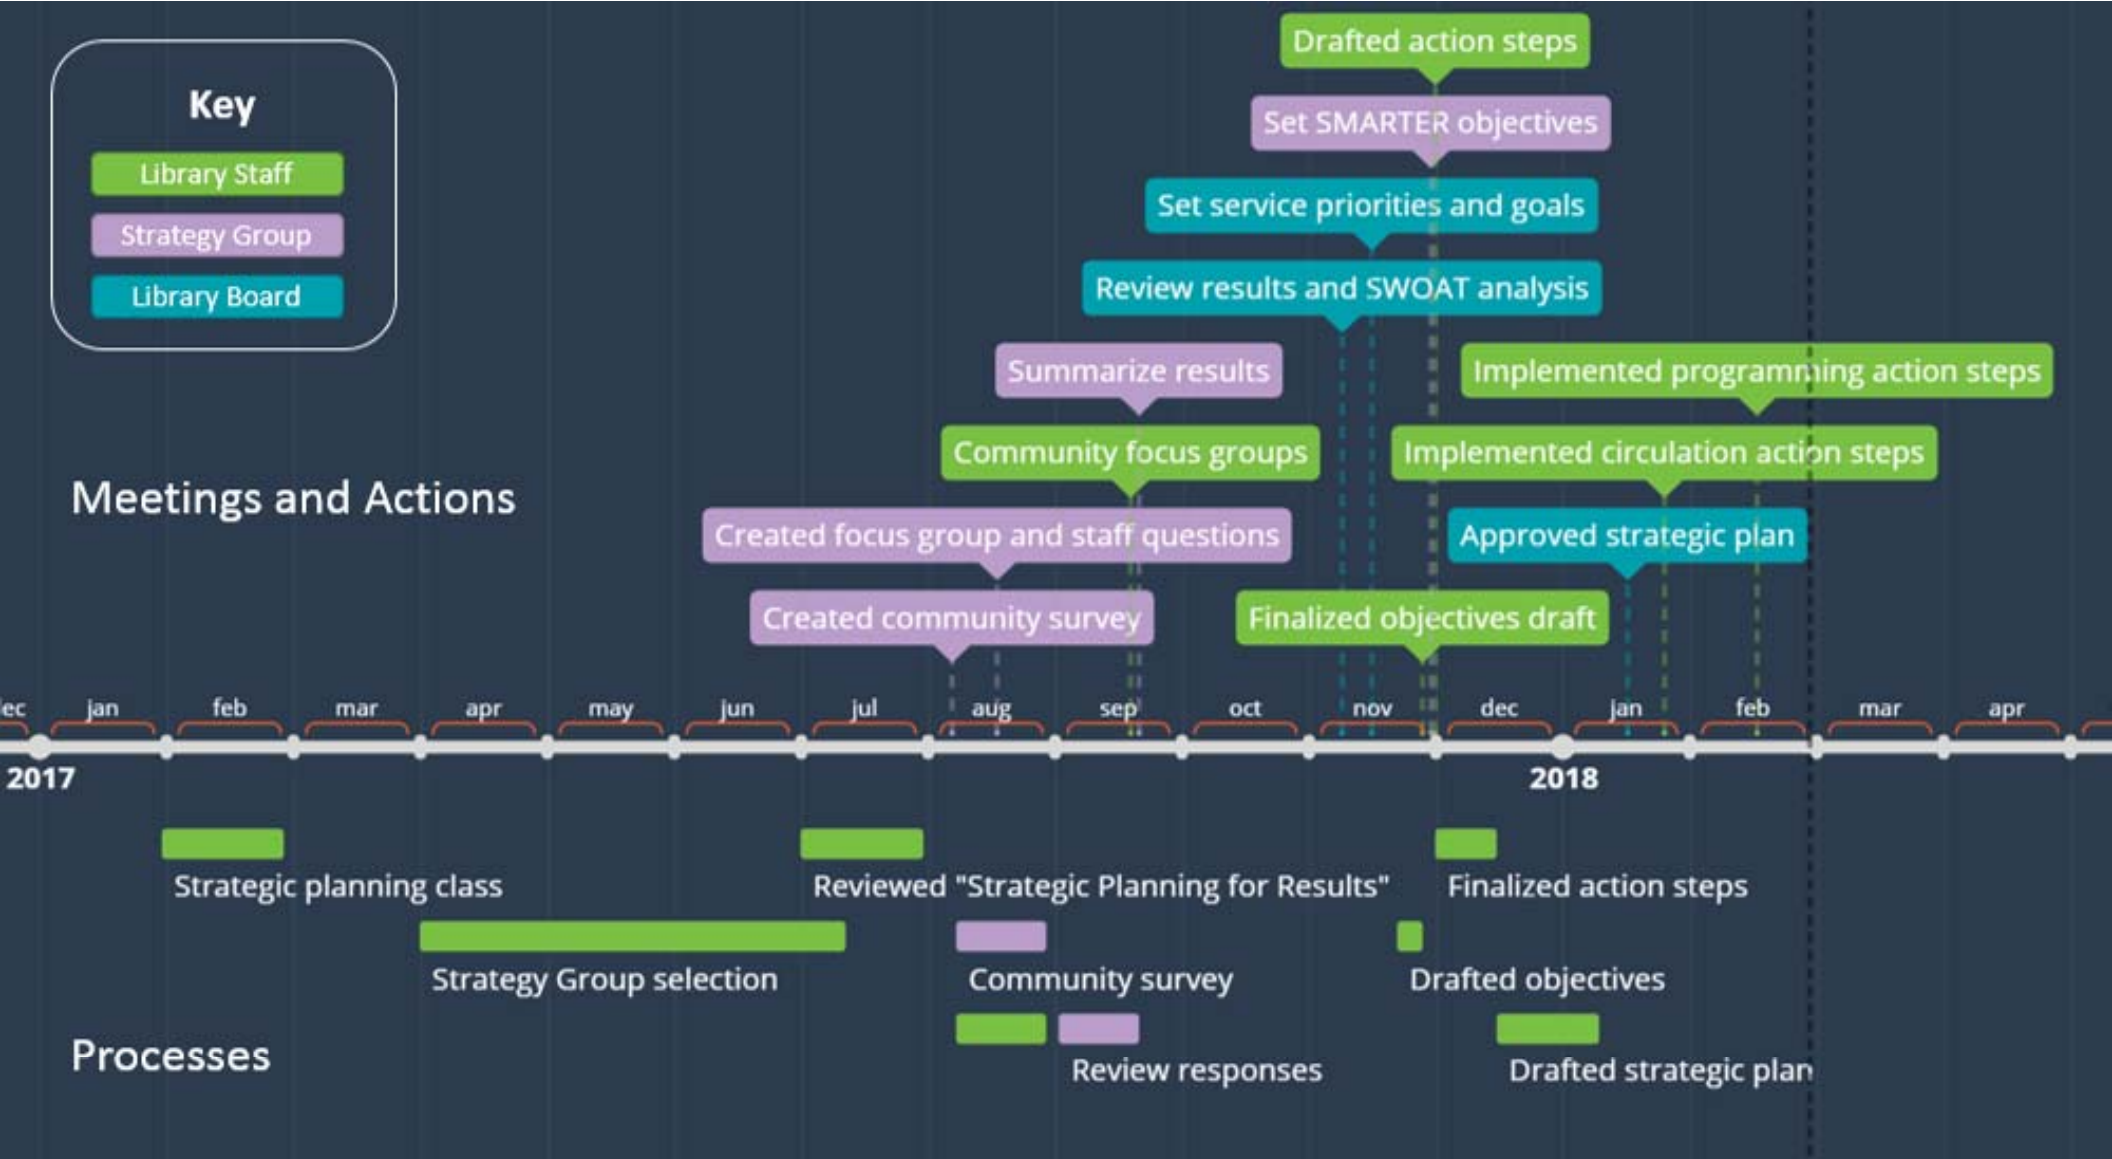 Key
Library Staff
Strategy Group
Library Board
Drafted action steps
Set SMARTER objectives
Set service priorities and goals
Review results and SWOAT analysis
Summarize results
Implemented programming action steps
Community focus groups
Implemented circulation action steps
Meetings and Actions
Created focus group and staff questions
Approved strategic plan
Created community survey
Finalized objectives draft
ec jan feb mar apr may jun jul aug sep oct nov dec jan feb mar apr
2017 2018
Strategic planning class
Reviewed "Strategic Planning for Results"
Finalized action steps
Strategy Group selection
Community survey
Drafted objectives
Processes
Review responses
Drafted strategic plan